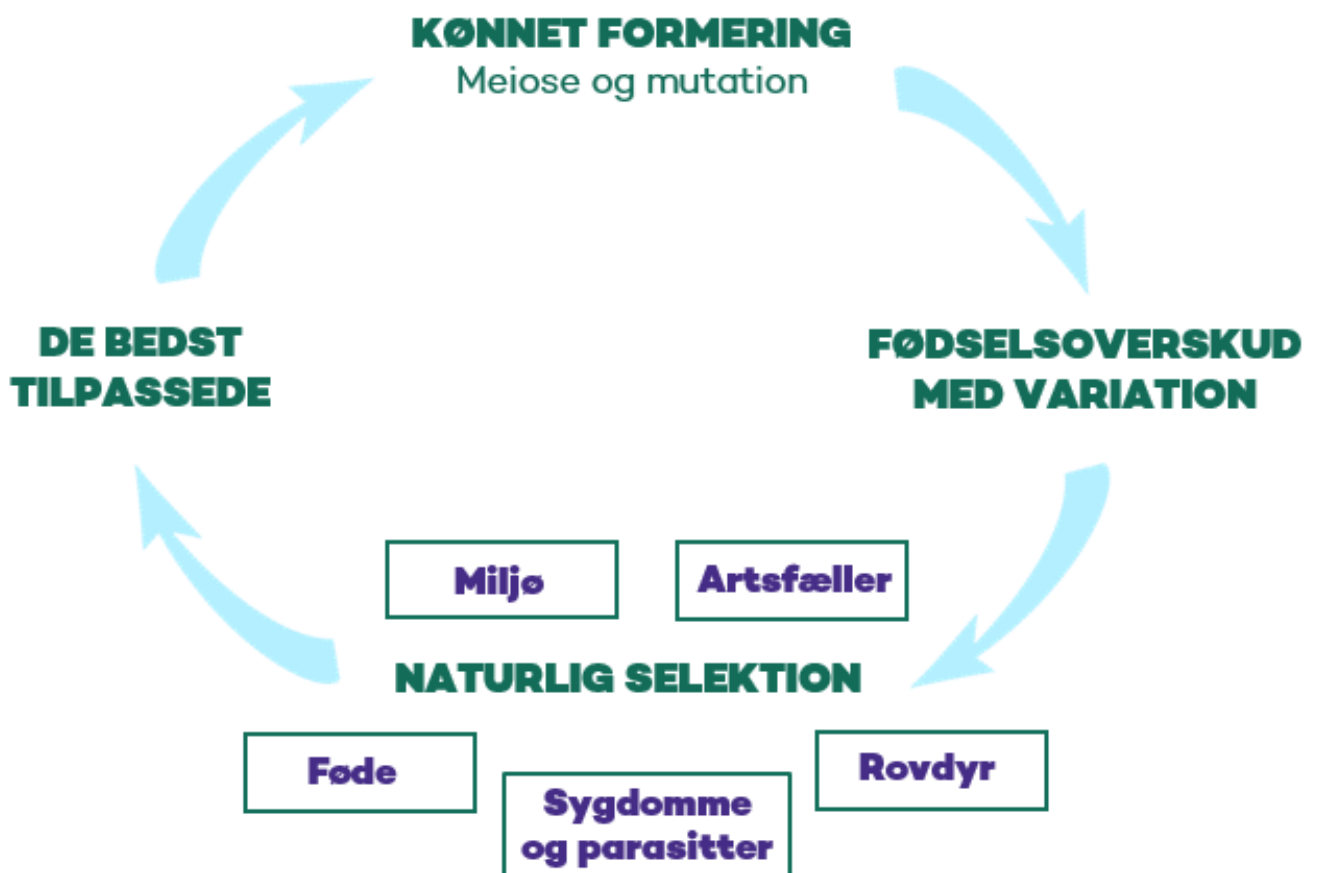 KØNNET FORMERING
Meiose og mutation
DE BEDST
TILPASSEDE
FØDSELSOVERSKUD
MED VARIATION
Miljø
Artsfæller
NATURLIG SELEKTION
Føde
Rovdyr
Sygdomme
og parasitter